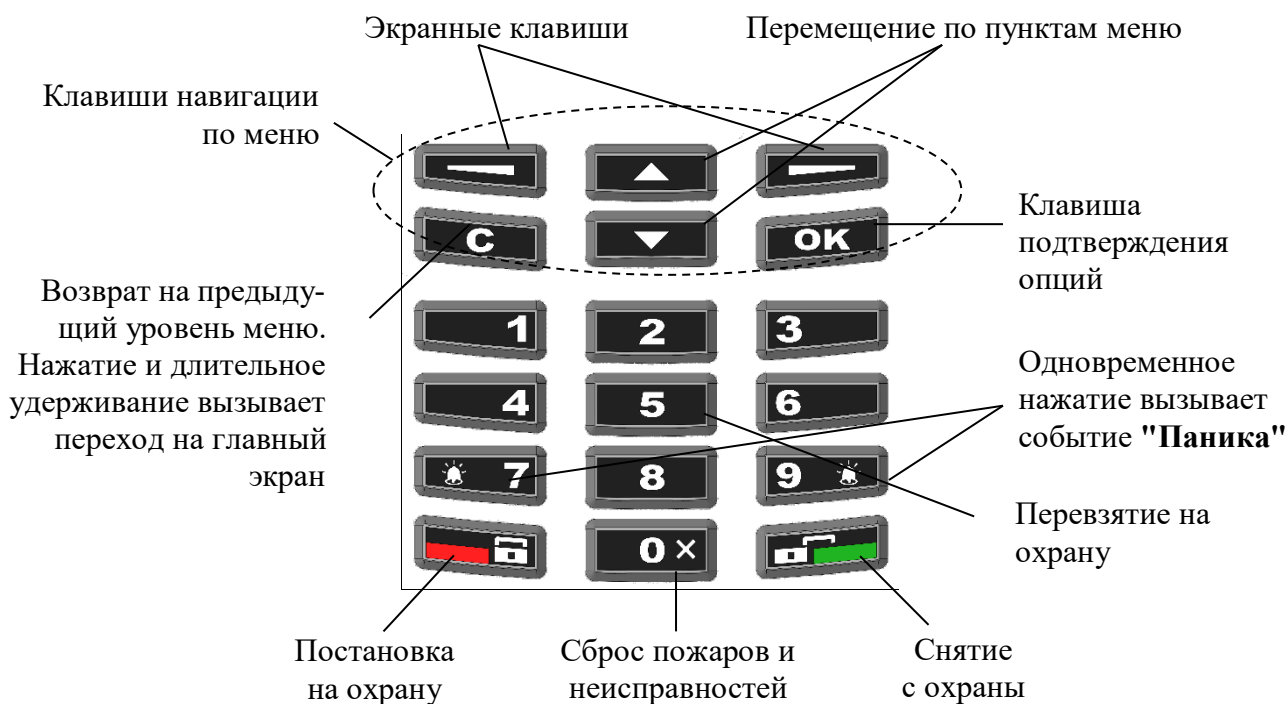 Экранные клавиши
Перемещение по пунктам меню
Клавиши навигации
по меню
C
OK
Клавиша
подтверждения
опций
Возврат на предыду-
щий уровень меню.
Нажатие и длительное
удерживание вызывает
переход на главный
экран
1 2 3
4 5 6
7 8 9
0 ×
Одновременное
нажатие вызывает
событие "Паника"
Перевзятие на
охрану
Постановка
на охрану
Сброс пожаров и
неисправностей
Снятие
с охраны